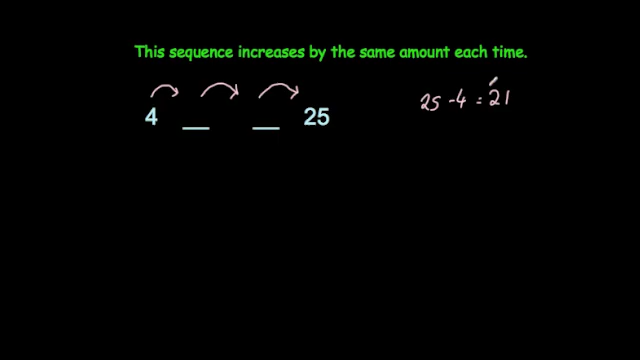 This sequence increases by the same amount each time.
4 __ __ 25
25 - 4 = 21